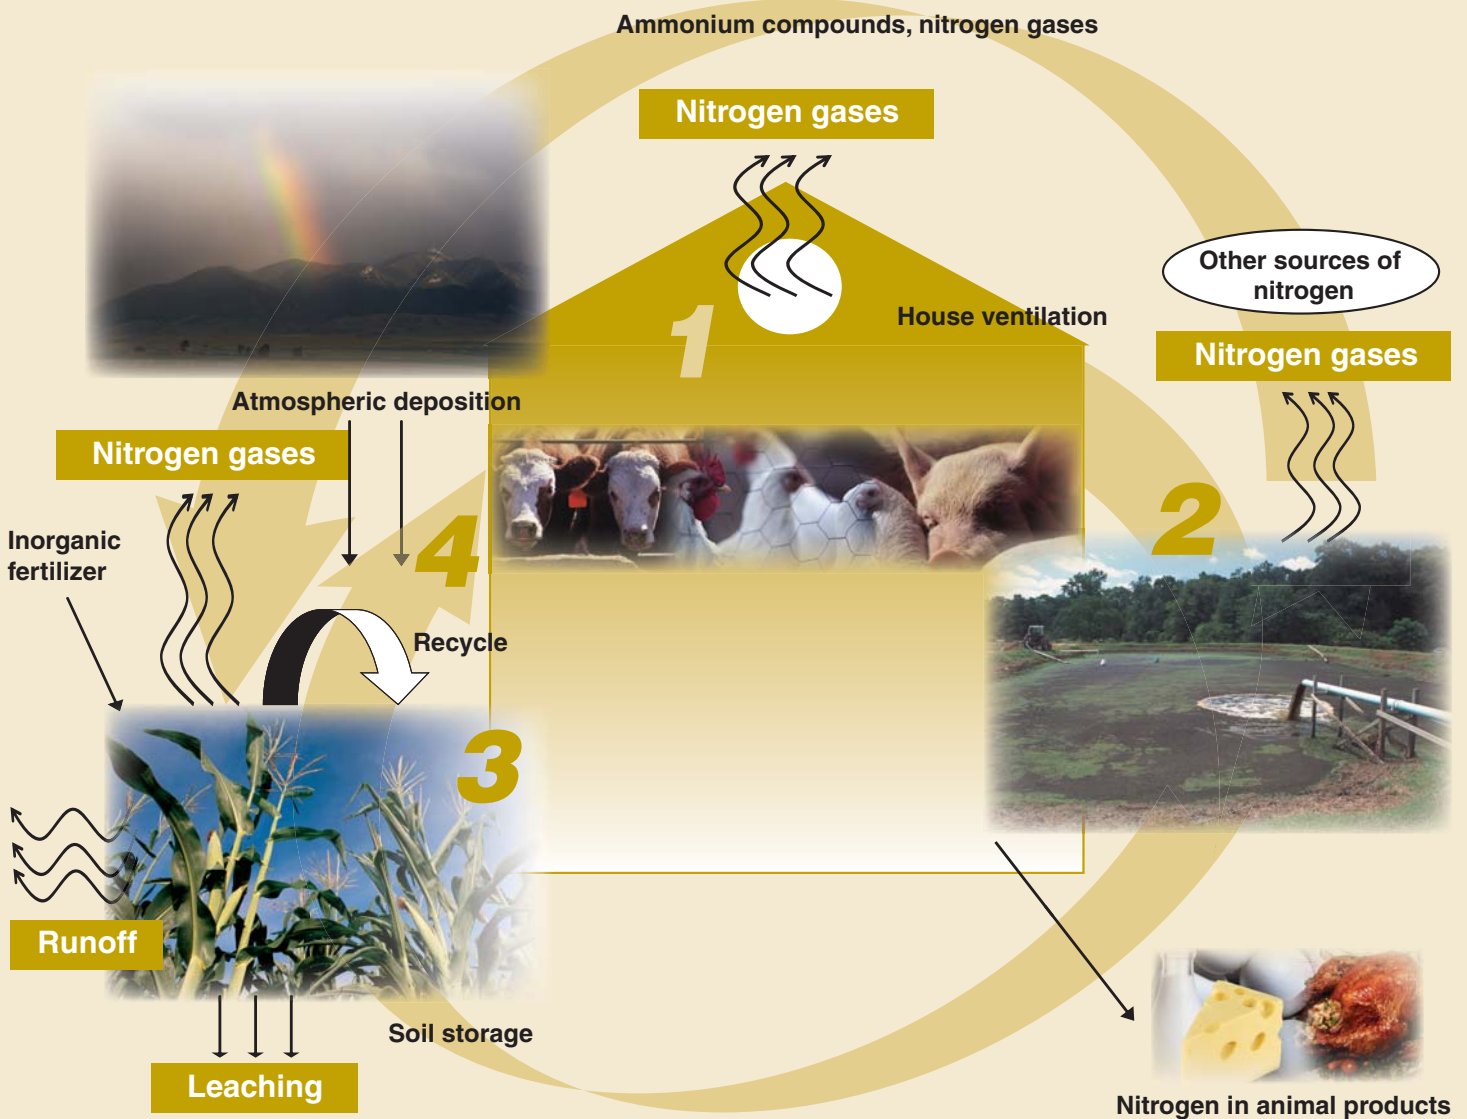 Ammonium compounds, nitrogen gases
Nitrogen gases
Other sources of
nitrogen
House ventilation
1
Nitrogen gases
Atmospheric deposition
Nitrogen gases
2
4
Inorganic
fertilizer
Recycle
3
Runoff
Soil storage
Leaching
Nitrogen in animal products